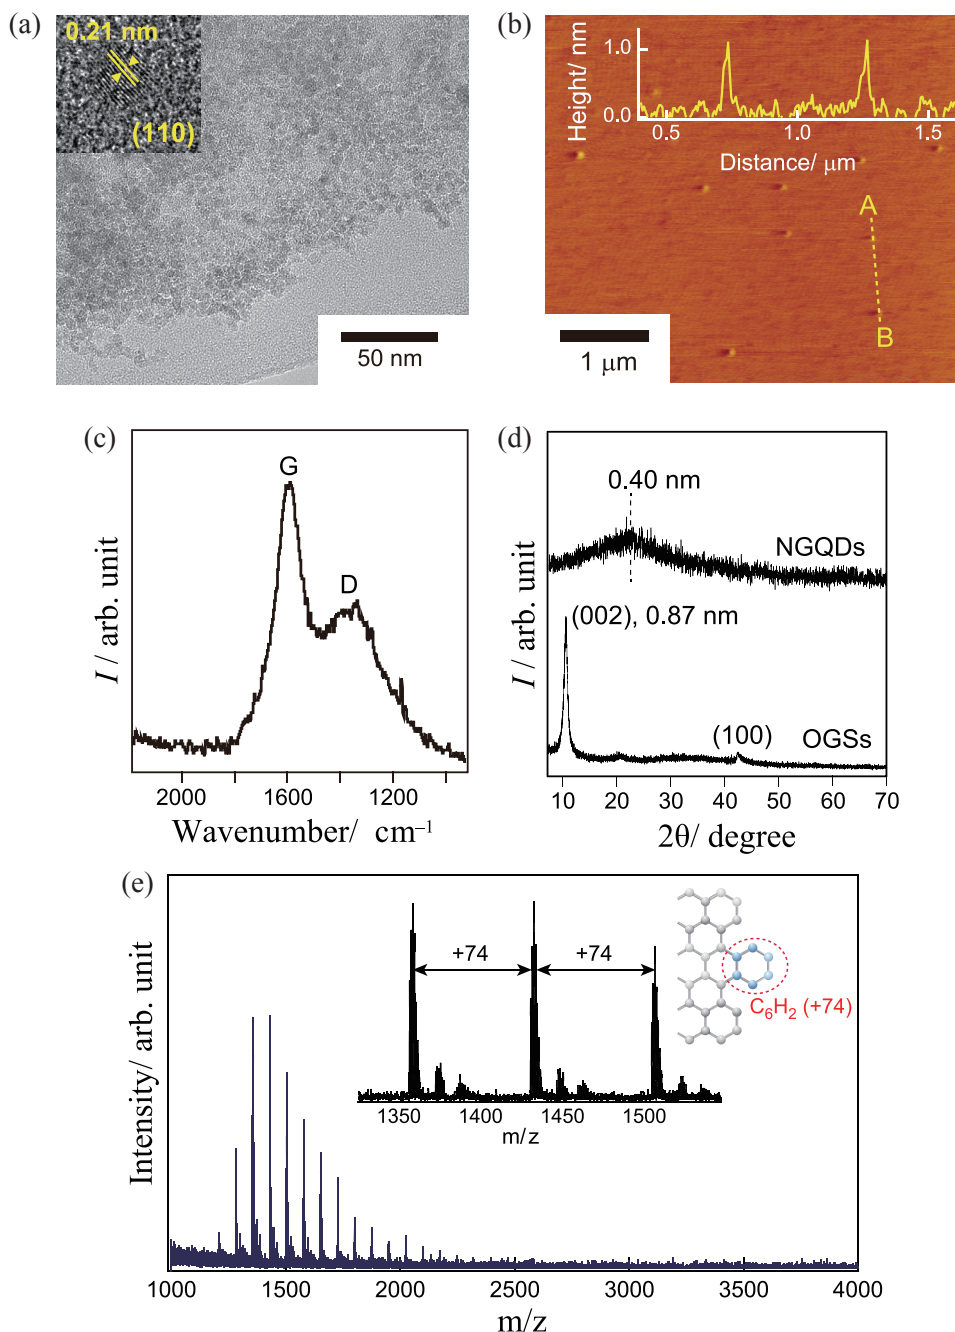 (a)
0.21 nm
(110)
50 nm
(b)
Height/ nm
1.0
0.0
0.5 1.0 1.5
Distance/ μm
A
B
1 μm
(c)
G
D
I / arb. unit
2000 1600 1200
Wavenumber/ cm⁻¹
(d)
0.40 nm
NGQDs
(002), 0.87 nm
(100)
OGSs
I / arb. unit
10 20 30 40 50 60 70
2θ/ degree
(e)
+74 +74
C₆H₂ (+74)
1350 1400 1450 1500
m/z
Intensity/ arb. unit
1000 1500 2000 2500 3000 3500 4000
m/z